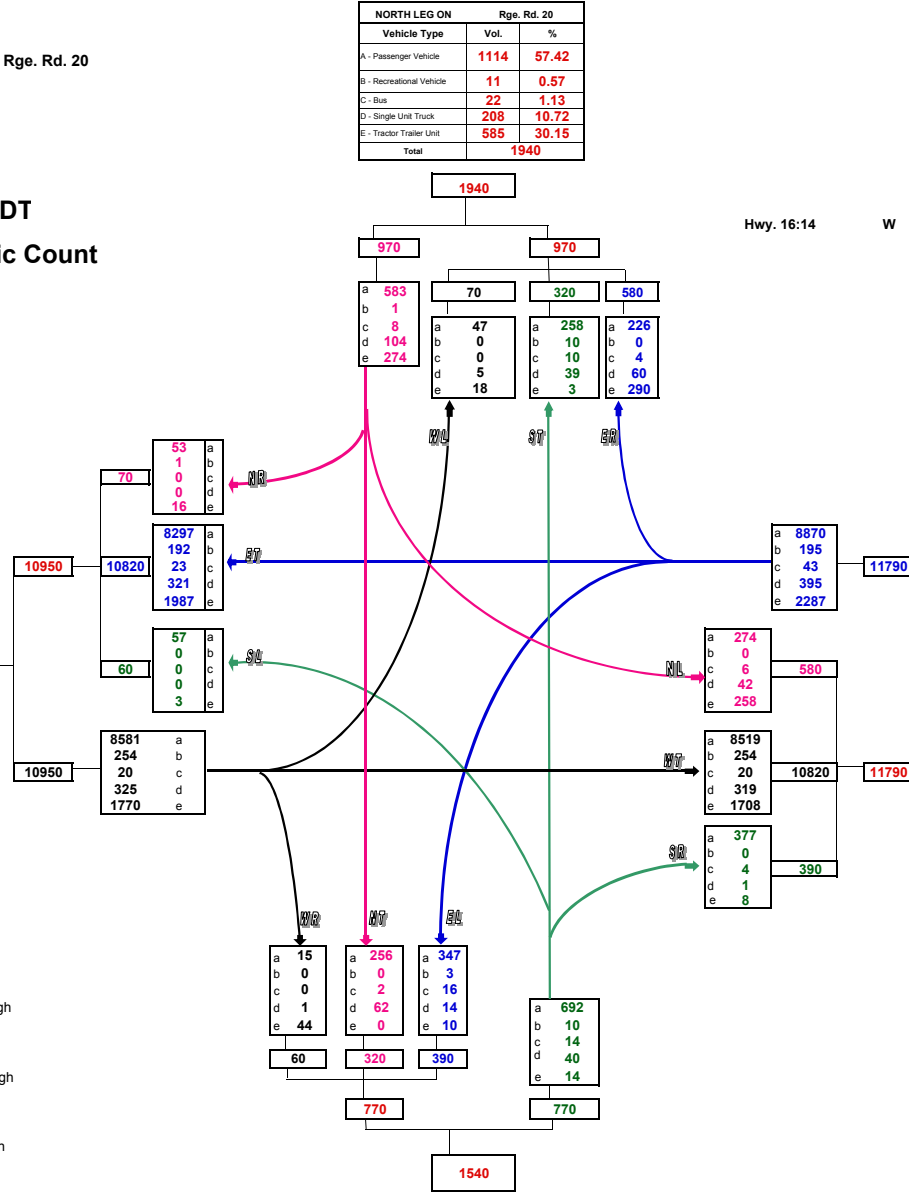 NORTH LEG ON Rge. Rd. 20
Vehicle Type Vol. %
A - Passenger Vehicle 1114 57.42
B - Recreational Vehicle 11 0.57
C - Bus 22 1.13
D - Single Unit Truck 208 10.72
E - Tractor Trailer Unit 585 30.15
Total 1940
Rge. Rd. 20
1940
DT
Hwy. 16:14 W
ic Count
970 970
70 320 580
a 583
b 1
c 8
d 104
e 274
a 47
b 0
c 0
d 5
e 18
a 258
b 10
c 10
d 39
e 3
a 226
b 0
c 4
d 60
e 290
WL ST ER
70
53 a
1 b
0 c
0 d
16 e
NR
10950 10820
8297 a
192 b
23 c
321 d
1987 e
ET
a 8870
b 195
c 43
d 395
e 2287
11790
60
57 a
0 b
0 c
0 d
3 e
SL
NL
a 274
b 0
c 6
d 42
e 258
580
10950
8581 a
254 b
20 c
325 d
1770 e
WT
a 8519
b 254
c 20
d 319
e 1708
10820 11790
SR
a 377
b 0
c 4
d 1
e 8
390
WR NT EL
a 15
b 0
c 0
d 1
e 44
a 256
b 0
c 2
d 62
e 0
a 347
b 3
c 16
d 14
e 10
a 692
b 10
c 14
d 40
e 14
gh
60 320 390
gh
770 770
n
1540